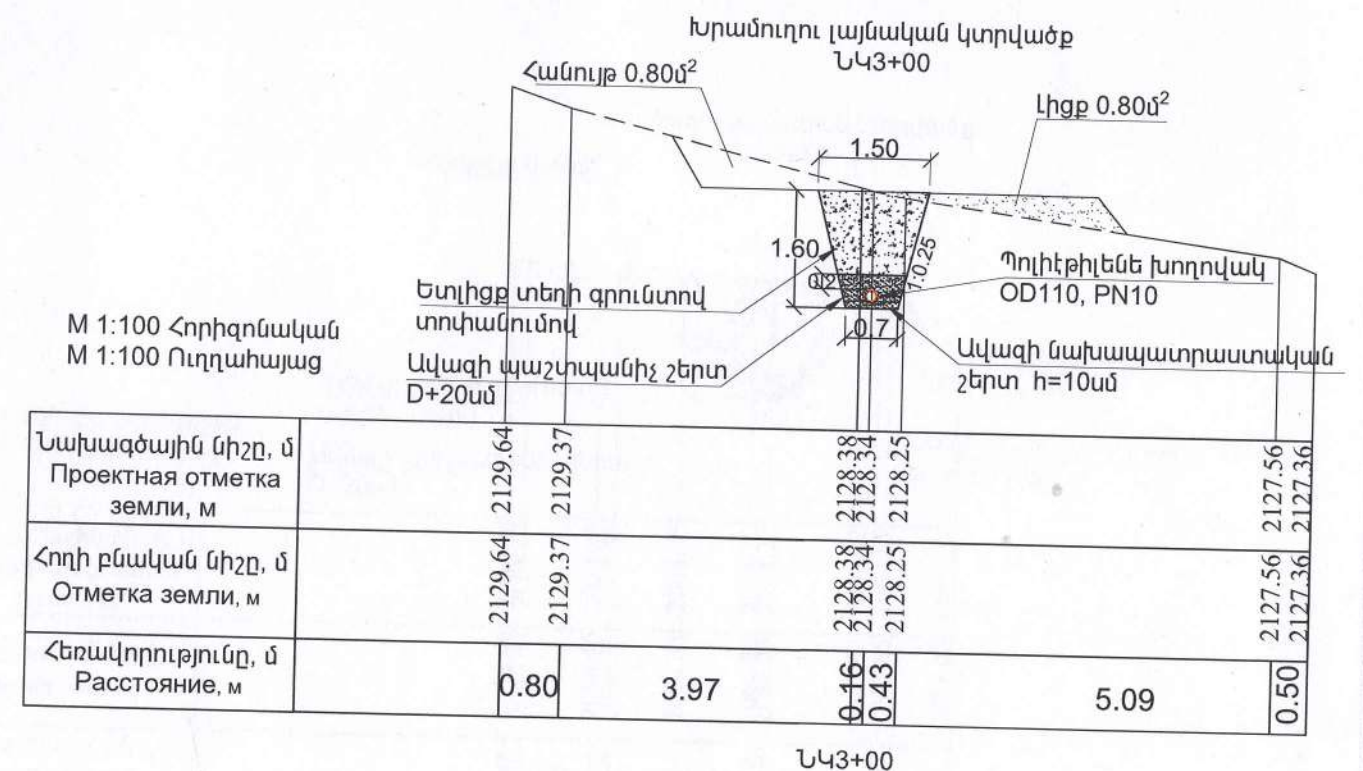 Խրամուղու լայնական կտրվածք
ՆԿ3+00
Հանույթ 0.80մ²
Լիցք 0.80մ²
1.50
1.60
0.2
1:0.25
0.7
Պոլիէթիլենե խողովակ
OD110, PN10
Ետլիցք տեղի գրունտով
տոփանումով
Ավազի պաշտպանիչ շերտ
D+20սմ
Ավազի նախապատրաստական
շերտ h=10սմ
M 1:100 Հորիզոնական
M 1:100 Ուղղահայաց
Նախագծային նիշը, մ
Проектная отметка
земли, м
2129.64 2129.37 2128.38 2128.34 2128.25 2127.56 2127.36
Հողի բնական նիշը, մ
Отметка земли, м
2129.64 2129.37 2128.38 2128.34 2128.25 2127.56 2127.36
Հեռավորությունը, մ
Расстояние, м
0.80 3.97 0.16 0.43 5.09 0.50
ՆԿ3+00